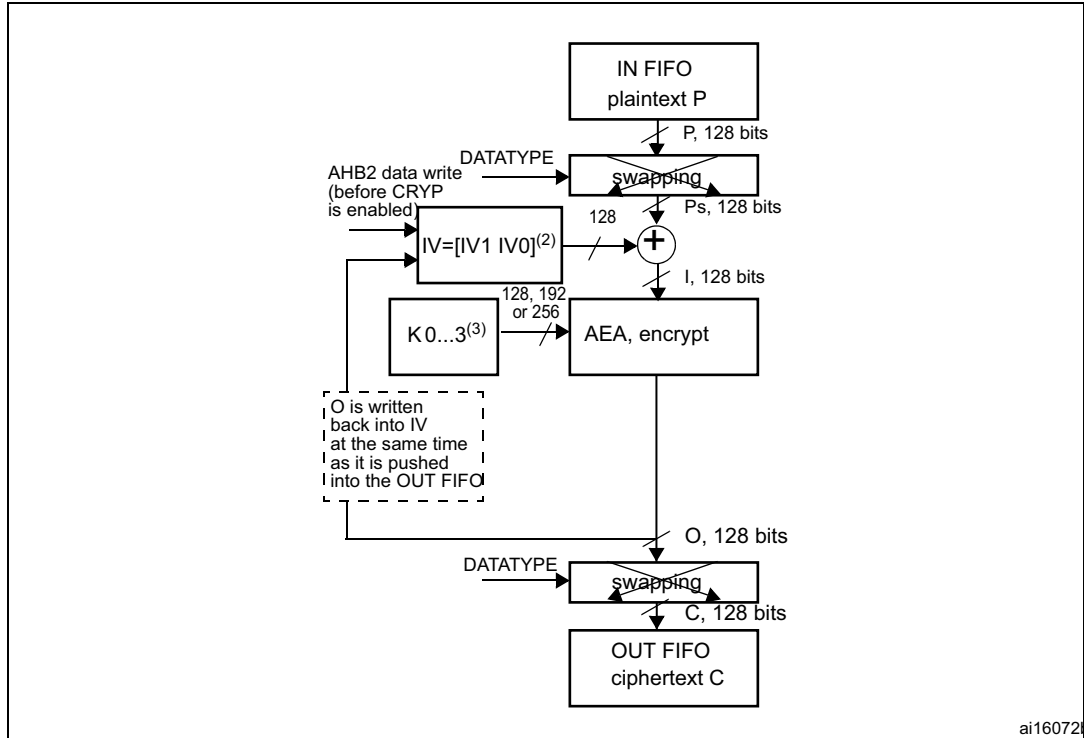 IN FIFO
plaintext P
P, 128 bits
DATATYPE
swapping
AHB2 data write
(before CRYP
is enabled)
Ps, 128 bits
128
IV=[IV1 IV0](2)
+
I, 128 bits
128, 192
or 256
K 0...3(3)
AEA, encrypt
O is written
back into IV
at the same time
as it is pushed
into the OUT FIFO
O, 128 bits
DATATYPE
swapping
C, 128 bits
OUT FIFO
ciphertext C
ai16072b